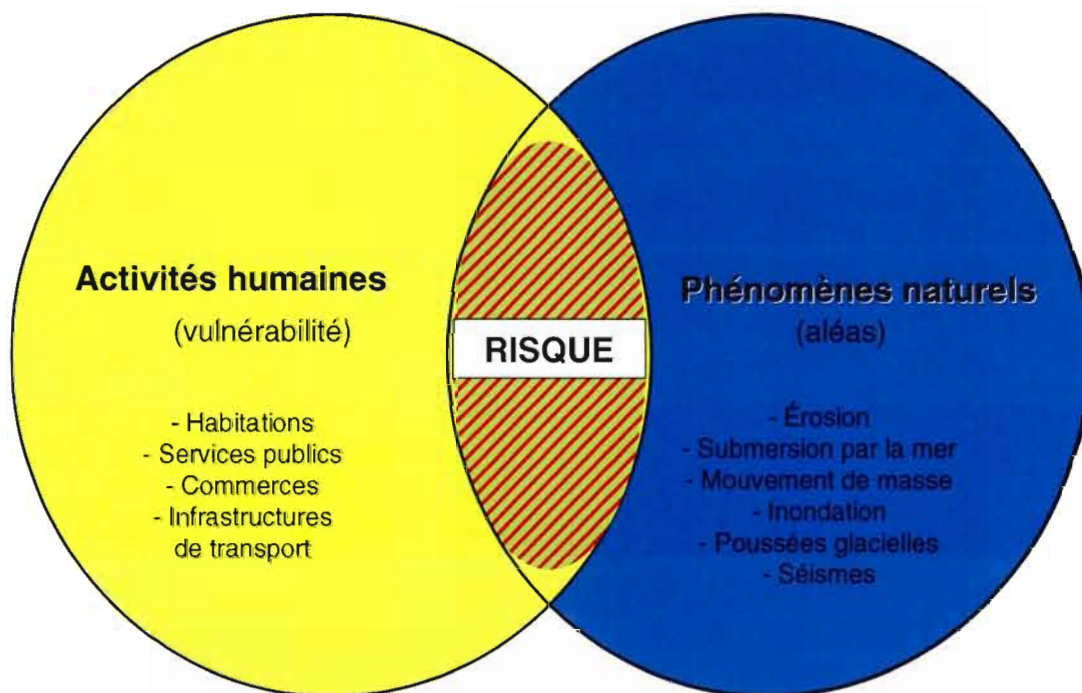 Activités humaines
(vulnérabilité)
- Habitations
- Services publics
- Commerces
- Infrastructures
de transport
RISQUE
Phénomènes naturels
(aléas)
- Érosion
- Submersion par la mer
- Mouvement de masse
- Inondation
- Poussées glacielles
- Séismes